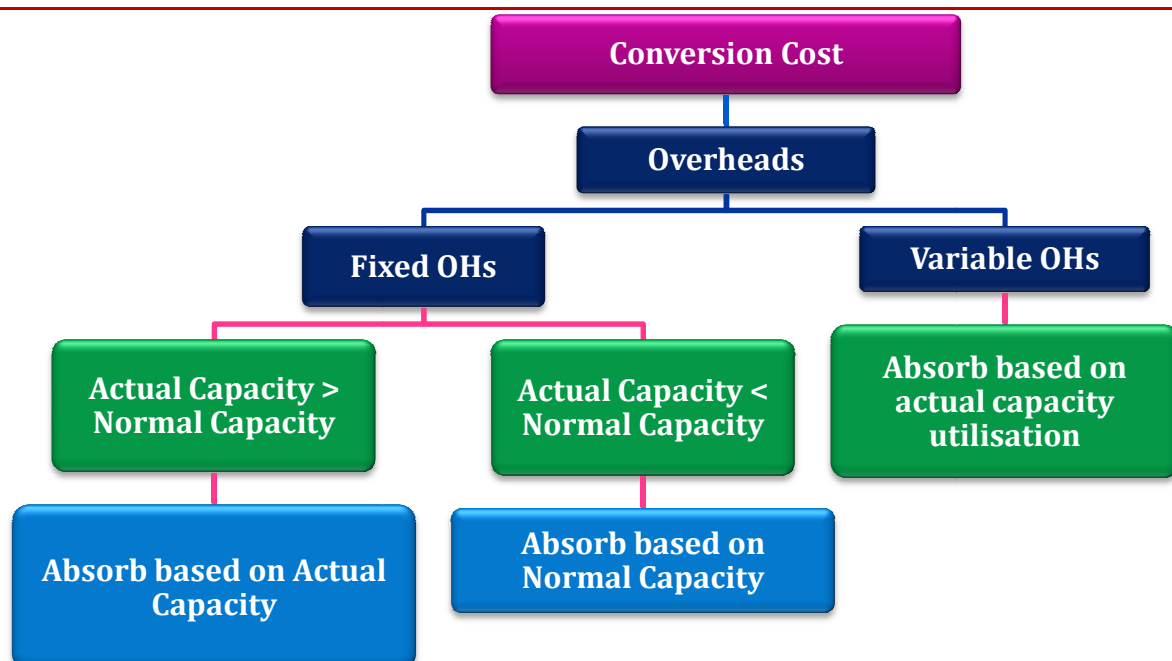 Conversion Cost
Overheads
Fixed OHs
Variable OHs
Actual Capacity >
Normal Capacity
Actual Capacity <
Normal Capacity
Absorb based on
actual capacity
utilisation
Absorb based on Actual
Capacity
Absorb based on
Normal Capacity